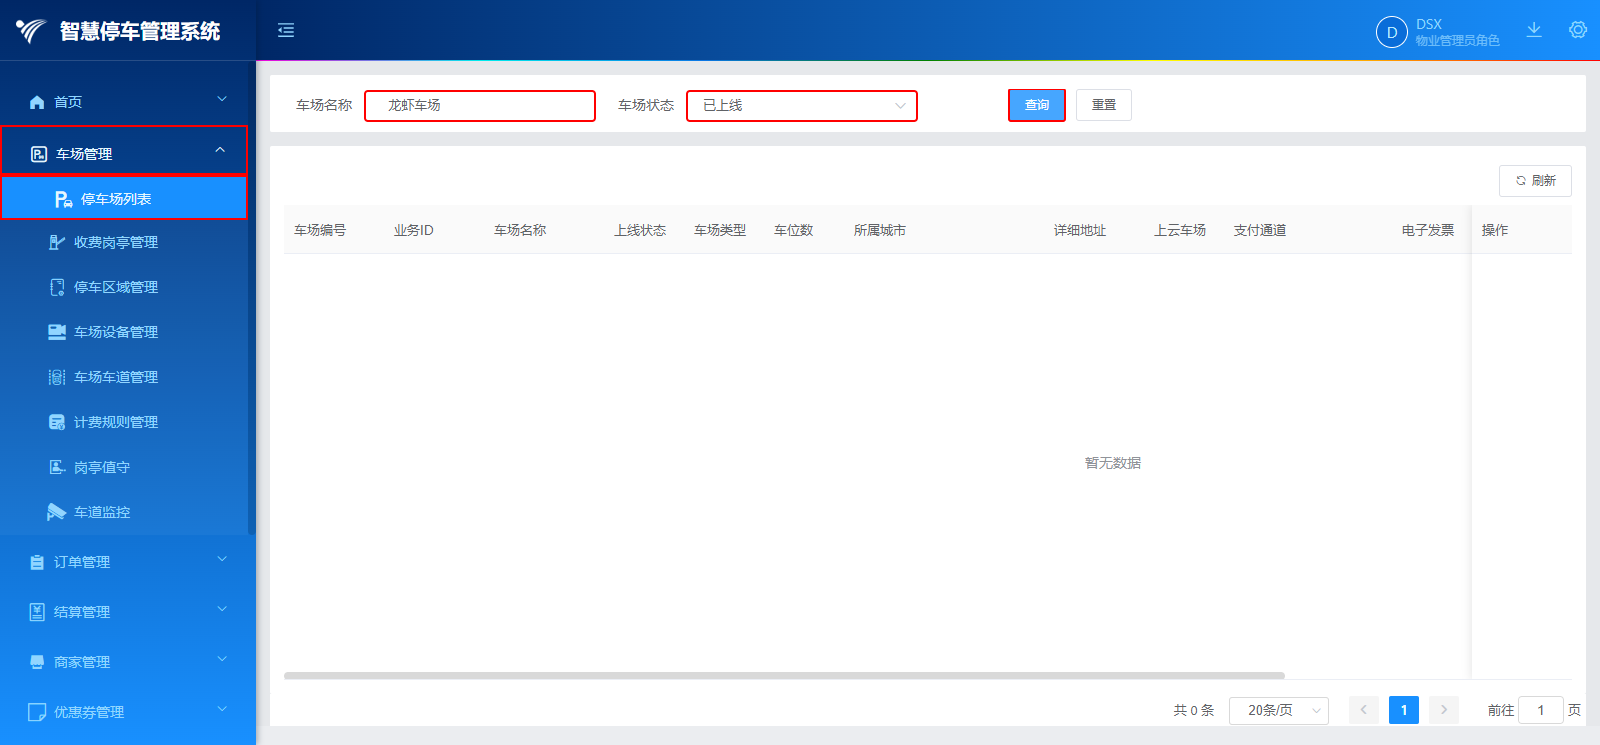 智慧停车管理系统
D
DSX
物业管理员角色
首页
车场管理
停车场列表
收费岗亭管理
停车区域管理
车场设备管理
车场车道管理
计费规则管理
岗亭值守
车道监控
订单管理
结算管理
商家管理
优惠券管理
车场名称 龙虾车场 车场状态 已上线 查询 重置
刷新
车场编号 业务ID 车场名称 上线状态 车场类型 车位数 所属城市 详细地址 上云车场 支付通道 电子发票 操作
暂无数据
共 0 条 20条/页 1 前往 1 页